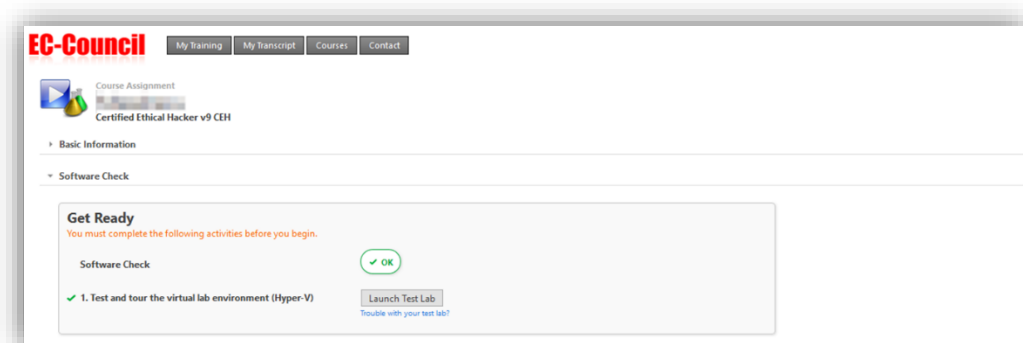 EC-Council
My Training My Transcript Courses Contact
Course Assignment
Certified Ethical Hacker v9 CEH
Basic Information
Software Check
Get Ready
You must complete the following activities before you begin.
Software Check
OK
1. Test and tour the virtual lab environment (Hyper-V)
Launch Test Lab
Trouble with your test lab?